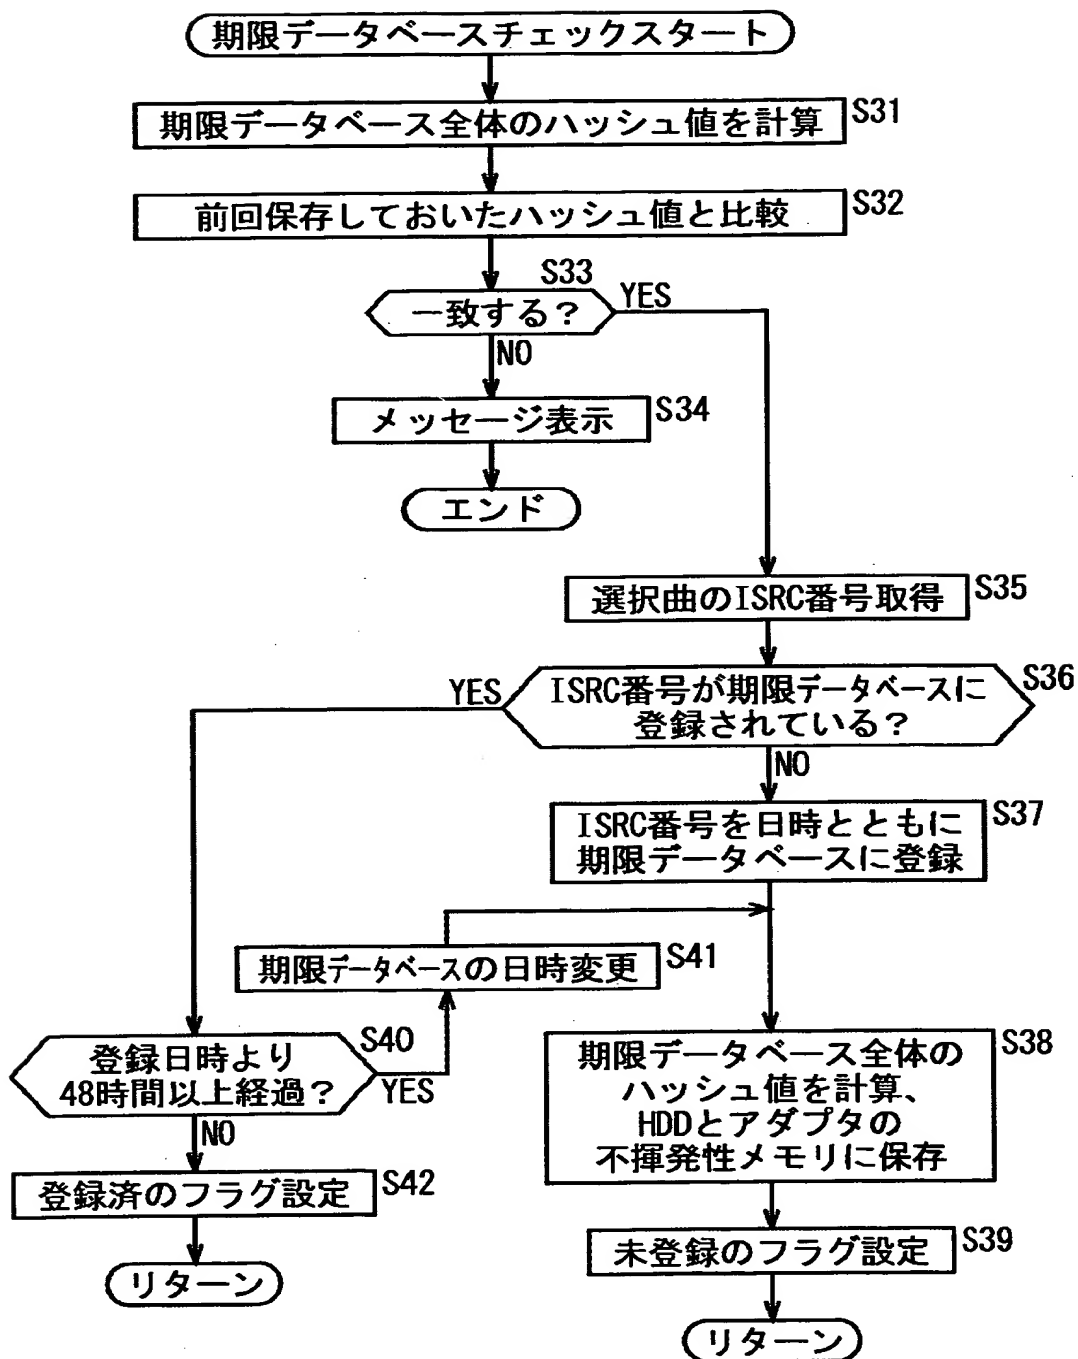 期限データベースチェックスタート
S31
期限データベース全体のハッシュ値を計算
S32
前回保存しておいたハッシュ値と比較
S33
一致する？
YES
NO
メッセージ表示
S34
エンド
選択曲のISRC番号取得
S35
S36
YES
ISRC番号が期限データベースに
登録されている？
NO
S37
ISRC番号を日時とともに
期限データベースに登録
期限データベースの日時変更
S41
S40
登録日時より
48時間以上経過？
YES
NO
S38
期限データベース全体の
ハッシュ値を計算、
HDDとアダプタの
不揮発性メモリに保存
登録済のフラグ設定
S42
リターン
未登録のフラグ設定
S39
リターン